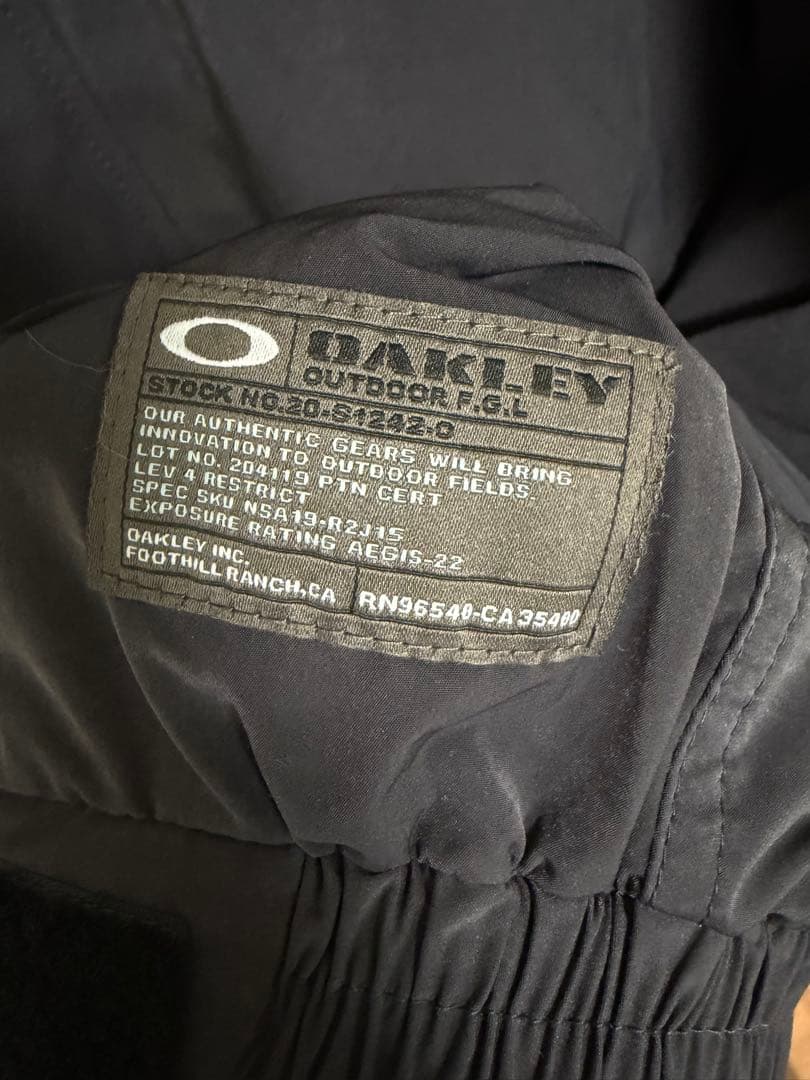 OAKLEY
OUTDOOR F.G.L
STOCK NO.20-S1242-0
OUR AUTHENTIC GEARS WILL BRING
INNOVATION TO OUTDOOR FIELDS.
LOT NO. 204119 PTN CERT
LEV 4 RESTRICT
SPEC SKU NSA19-R2J15
EXPOSURE RATING AEGIS-22
OAKLEY INC.
FOOTHILL RANCH,CA
RN96540-CA35400